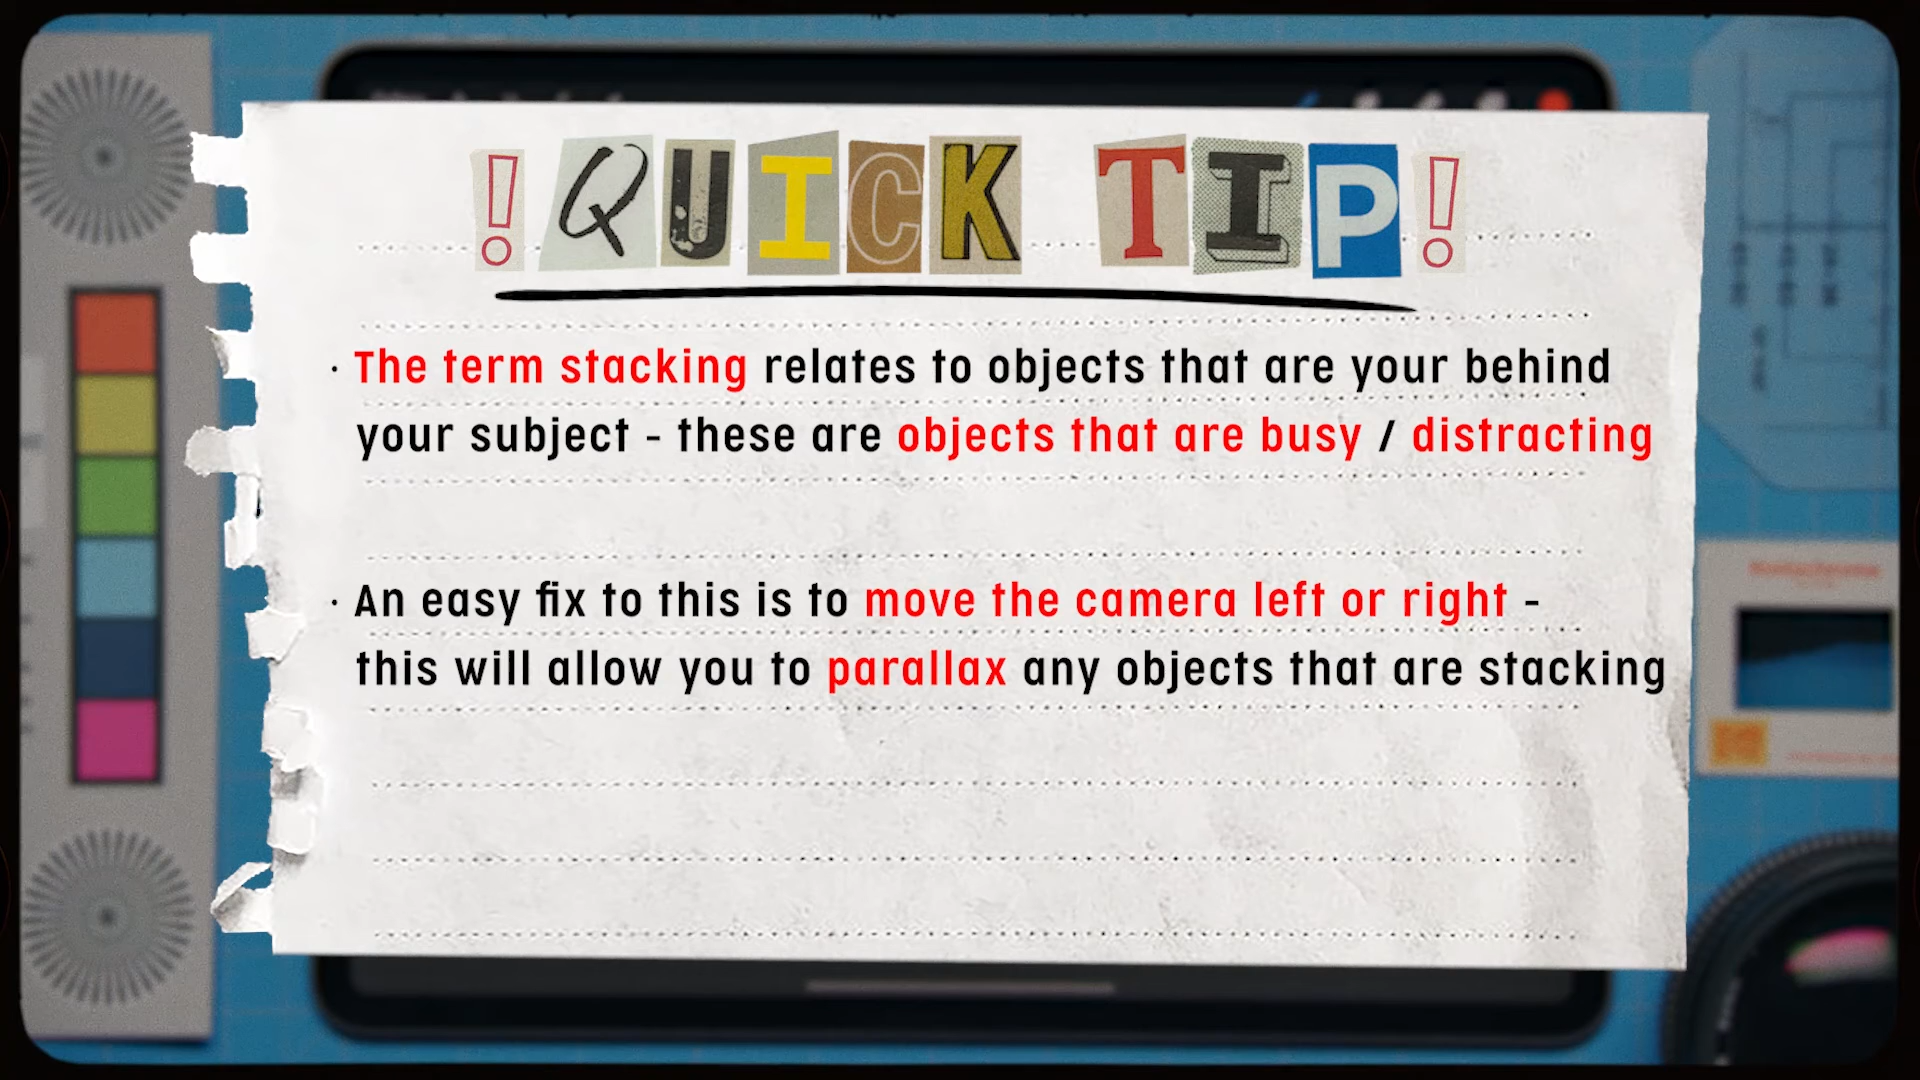 ! QUICK TIP !
· The term stacking relates to objects that are your behind
your subject - these are objects that are busy / distracting
· An easy fix to this is to move the camera left or right -
this will allow you to parallax any objects that are stacking